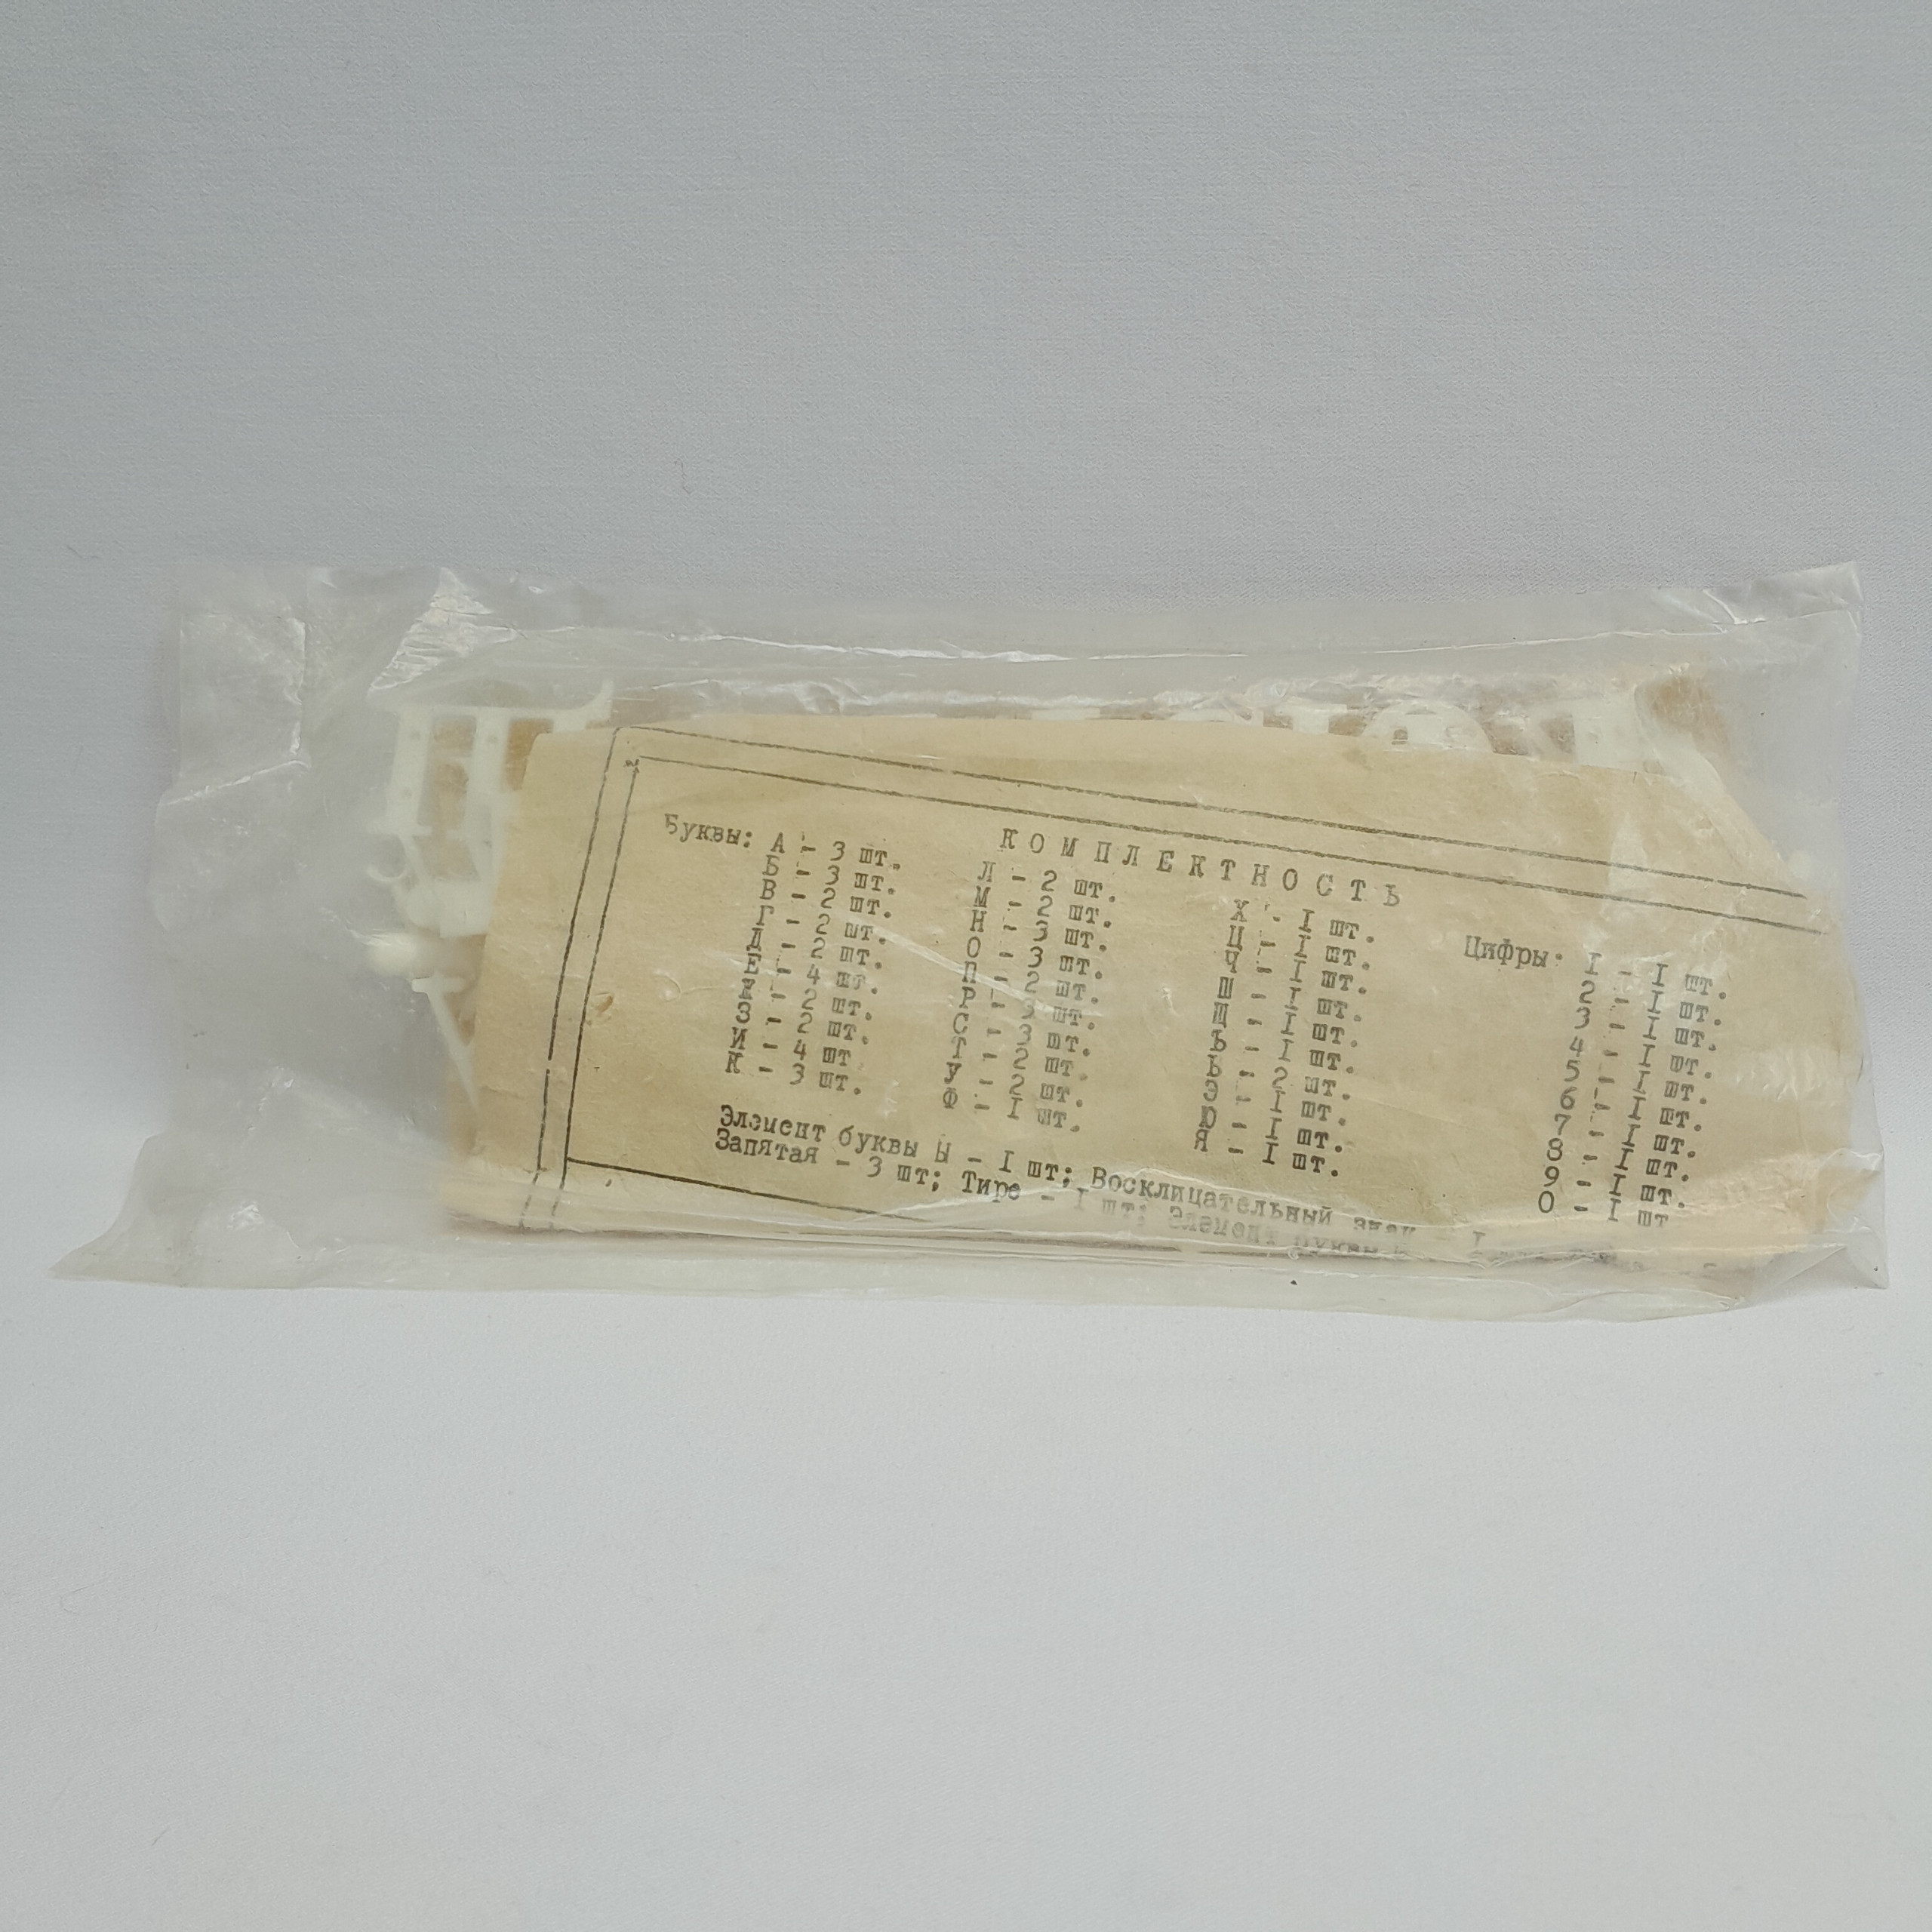 КОМПЛЕКТНОСТЬ
Буквы: А - 3 шт. Л - 2 шт. Х - I шт. Цифры: I - I шт.
Б - 3 шт. М - 2 шт. Ц - I шт. 2 - I шт.
В - 2 шт. Н - 3 шт. Ч - I шт. 3 - I шт.
Г - 2 шт. О - 3 шт. Ш - I шт. 4 - I шт.
Д - 2 шт. П - 2 шт. Щ - I шт. 5 - I шт.
Е - 4 шт. Р - 3 шт. Ъ - I шт. 6 - I шт.
Ж - 2 шт. С - 3 шт. Ь - 2 шт. 7 - I шт.
З - 2 шт. Т - 2 шт. Э - I шт. 8 - I шт.
И - 4 шт У - 2 шт. Ю - I шт. 9 - I шт.
К - 3 шт. Ф - I шт. Я - I шт. 0 - I шт
Элемент буквы Ы - I шт; Восклицательный знак - I
Запятая - 3 шт; Тире - I шт; Элемент буквы